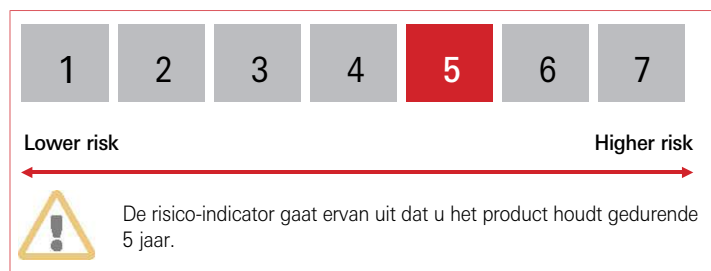 1 2 3 4 5 6 7
Lower risk Higher risk
De risico-indicator gaat ervan uit dat u het product houdt gedurende
5 jaar.